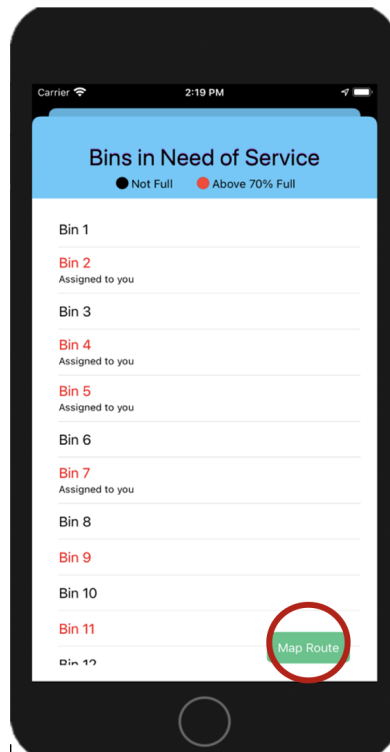 Carrier 2:19 PM
Bins in Need of Service
Not Full Above 70% Full
Bin 1
Bin 2
Assigned to you
Bin 3
Bin 4
Assigned to you
Bin 5
Assigned to you
Bin 6
Bin 7
Assigned to you
Bin 8
Bin 9
Bin 10
Bin 11
Map Route
Bin 12